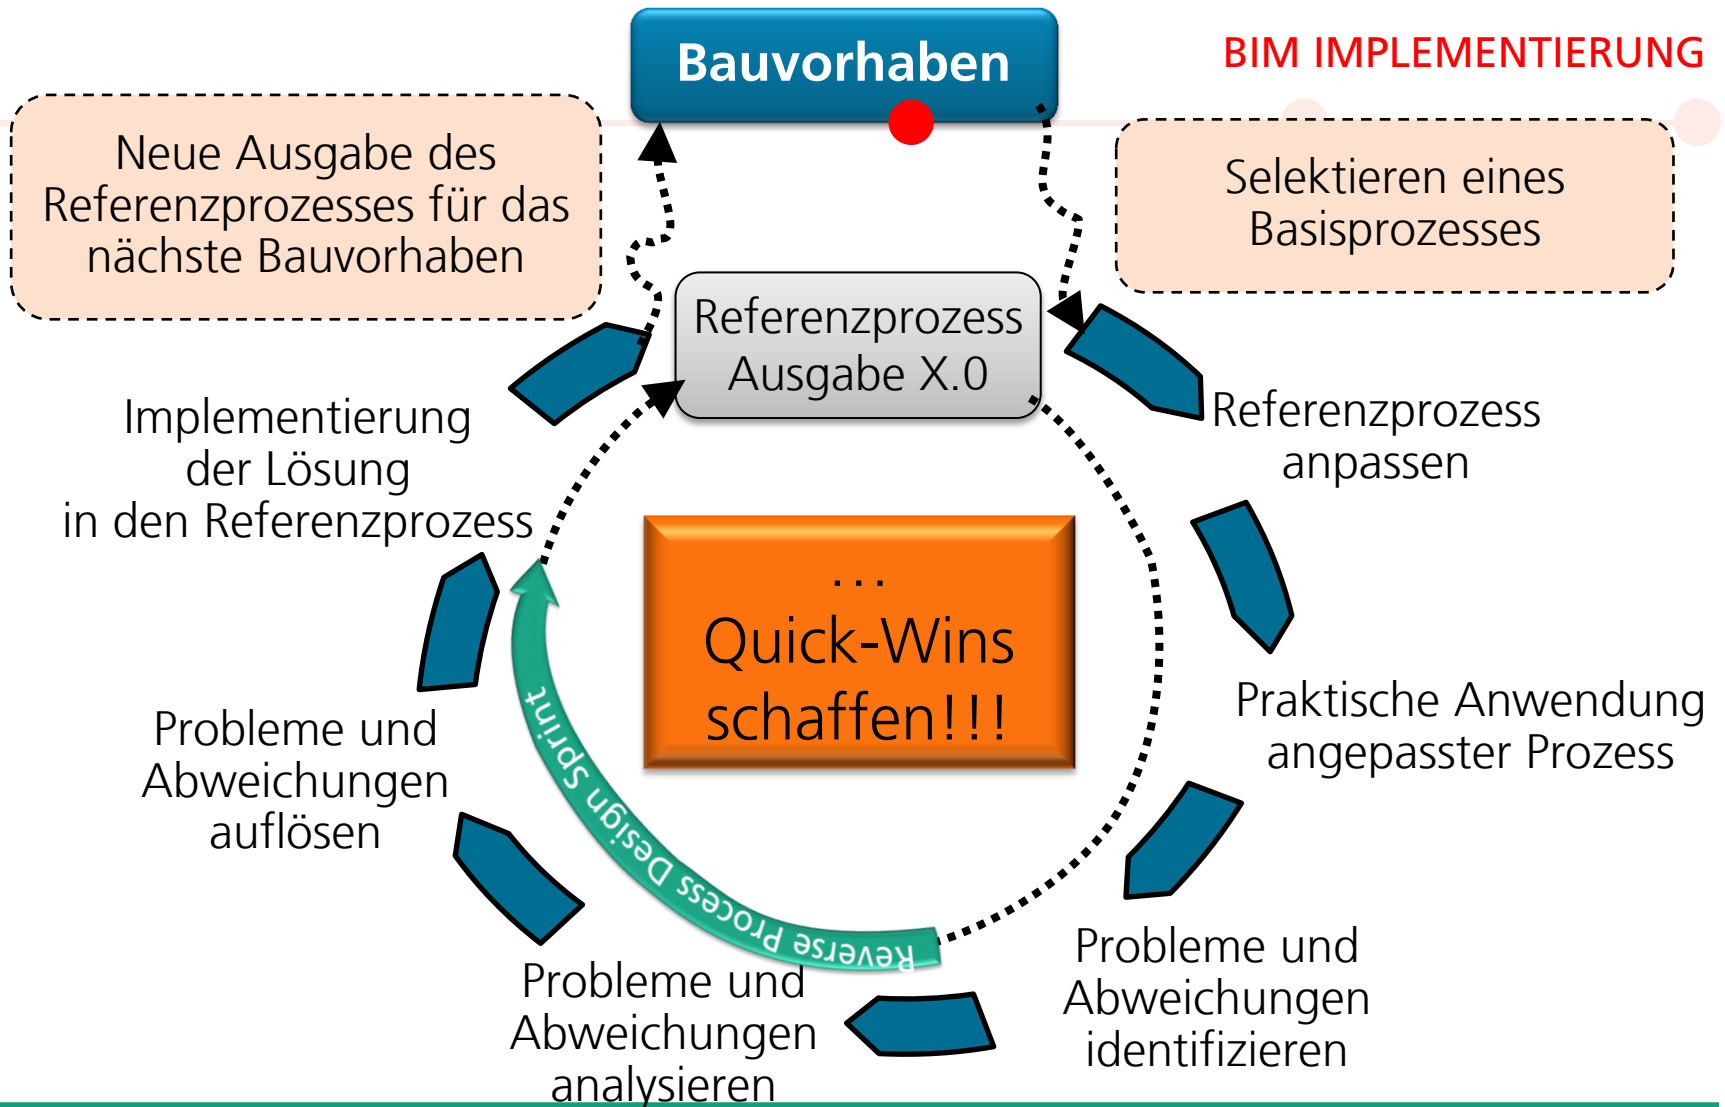 Bauvorhaben
BIM IMPLEMENTIERUNG
Neue Ausgabe des
Referenzprozesses für das
nächste Bauvorhaben
Selektieren eines
Basisprozesses
Referenzprozess
Ausgabe X.0
Referenzprozess
anpassen
Implementierung
der Lösung
in den Referenzprozess
...
Quick-Wins
schaffen!!!
Praktische Anwendung
angepasster Prozess
Probleme und
Abweichungen
auflösen
Reverse Process Design Sprint
Probleme und
Abweichungen
identifizieren
Probleme und
Abweichungen
analysieren